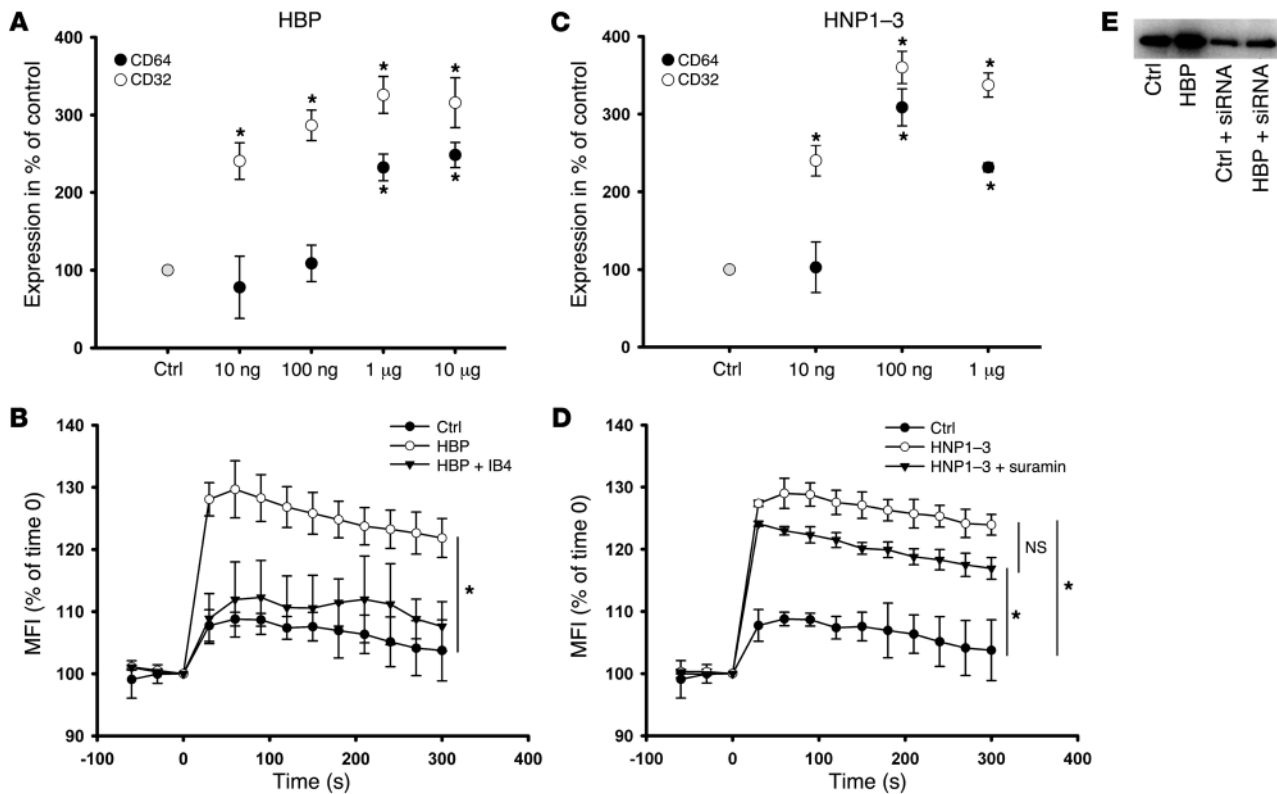 A
HBP
400
300
200
100
0
Expression in % of control
CD64
CD32
*
*
*
*
*
*
Ctrl
10 ng
100 ng
1 μg
10 μg
C
HNP1–3
400
300
200
100
0
Expression in % of control
CD64
CD32
*
*
*
*
*
Ctrl
10 ng
100 ng
1 μg
E
Ctrl
HBP
Ctrl + siRNA
HBP + siRNA
B
140
130
120
110
100
90
MFI (% of time 0)
Ctrl
HBP
HBP + IB4
*
-100
0
100
200
300
400
Time (s)
D
140
130
120
110
100
90
MFI (% of time 0)
Ctrl
HNP1–3
HNP1–3 + suramin
NS
*
*
-100
0
100
200
300
400
Time (s)